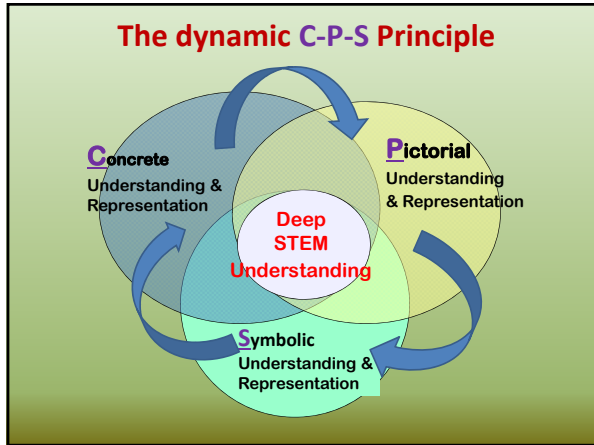 The dynamic C-P-S Principle
Concrete
Understanding &
Representation
Pictorial
Understanding
& Representation
Deep
STEM
Understanding
Symbolic
Understanding &
Representation